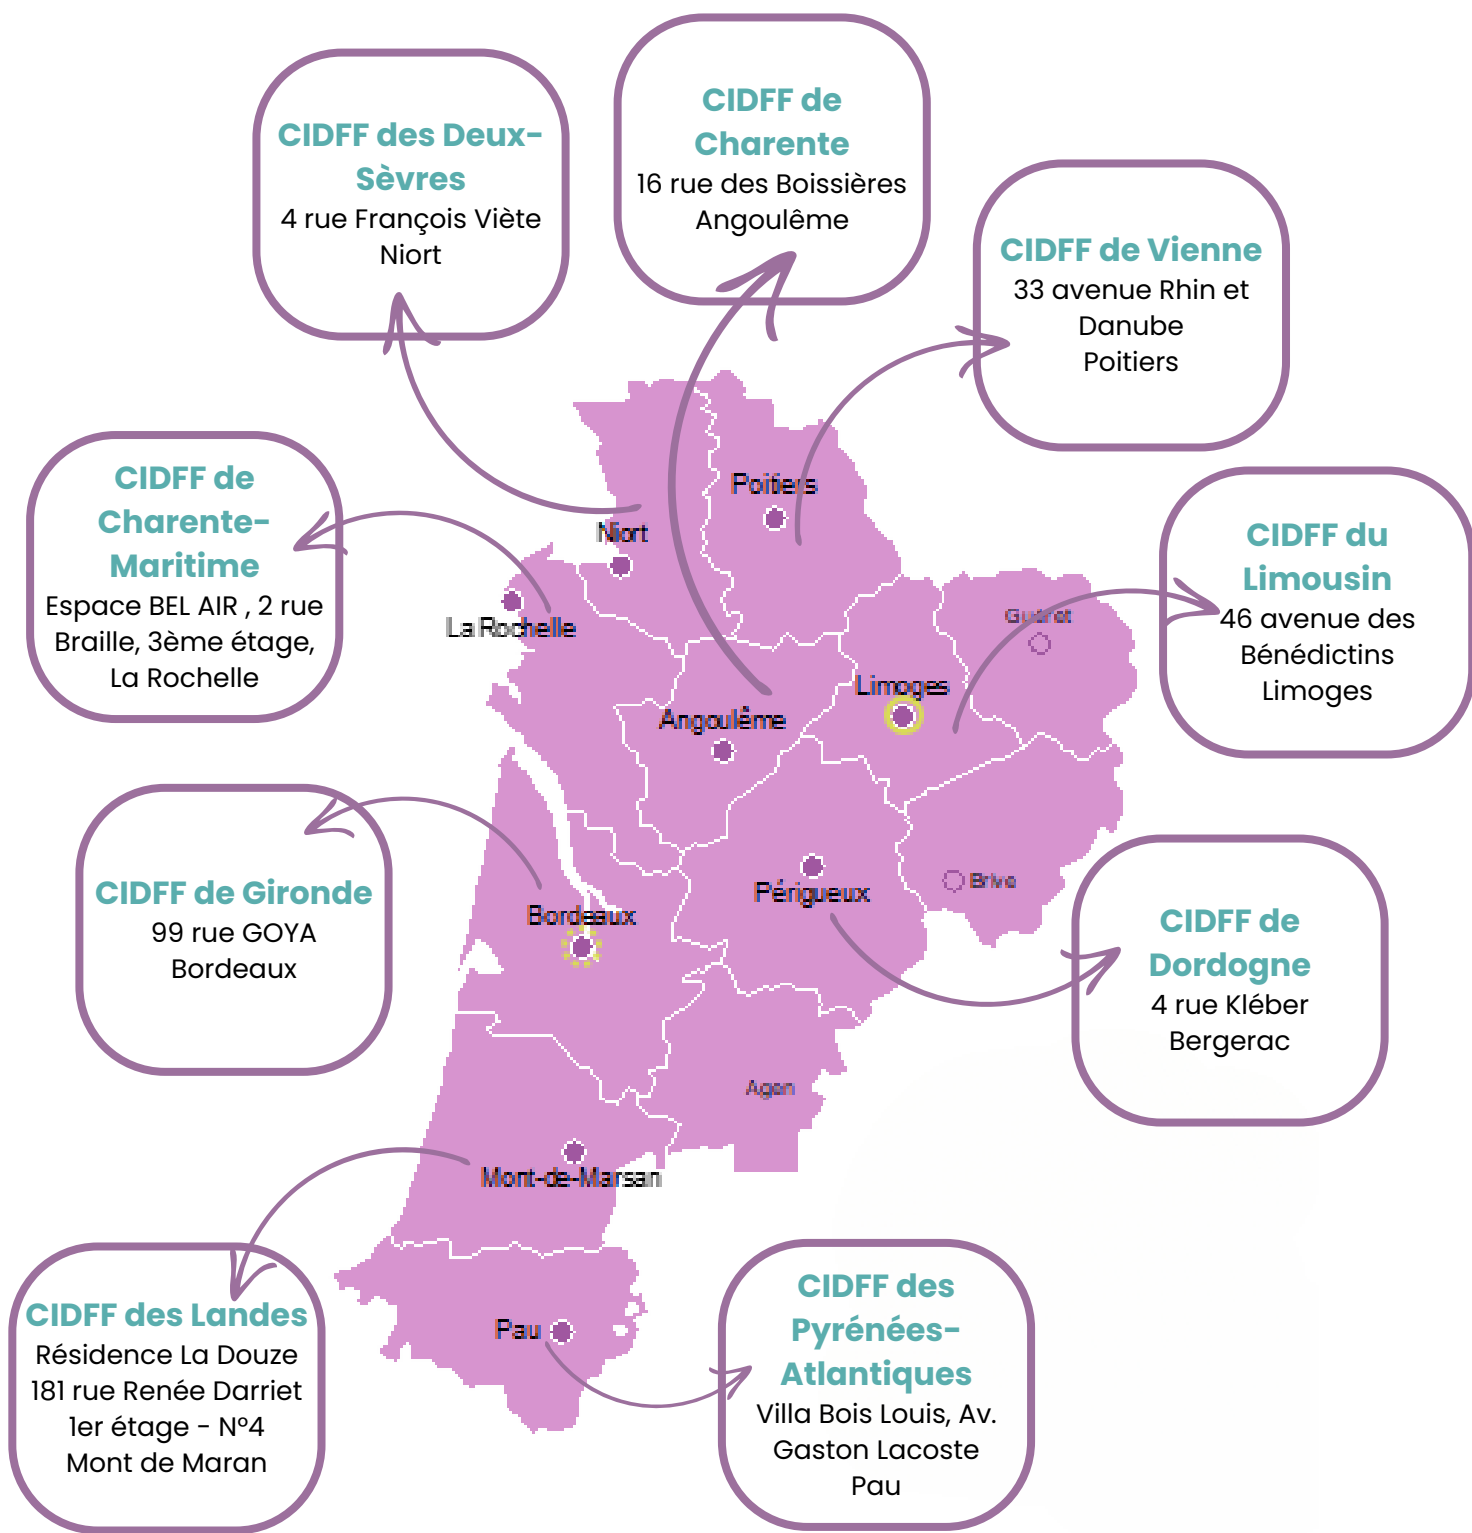 CIDFF des Deux-
Sèvres
4 rue François Viète
Niort
CIDFF de
Charente
16 rue des Boissières
Angoulême
CIDFF de Vienne
33 avenue Rhin et
Danube
Poitiers
CIDFF de
Charente-
Maritime
Espace BEL AIR , 2 rue
Braille, 3ème étage,
La Rochelle
CIDFF du
Limousin
46 avenue des
Bénédictins
Limoges
Poitiers
Niort
La Rochelle
Guéret
Limoges
Angoulême
Périgueux
Brive
Bordeaux
Agen
Mont-de-Marsan
Pau
CIDFF de Gironde
99 rue GOYA
Bordeaux
CIDFF de
Dordogne
4 rue Kléber
Bergerac
CIDFF des Landes
Résidence La Douze
181 rue Renée Darriet
1er étage - N°4
Mont de Maran
CIDFF des
Pyrénées-
Atlantiques
Villa Bois Louis, Av.
Gaston Lacoste
Pau